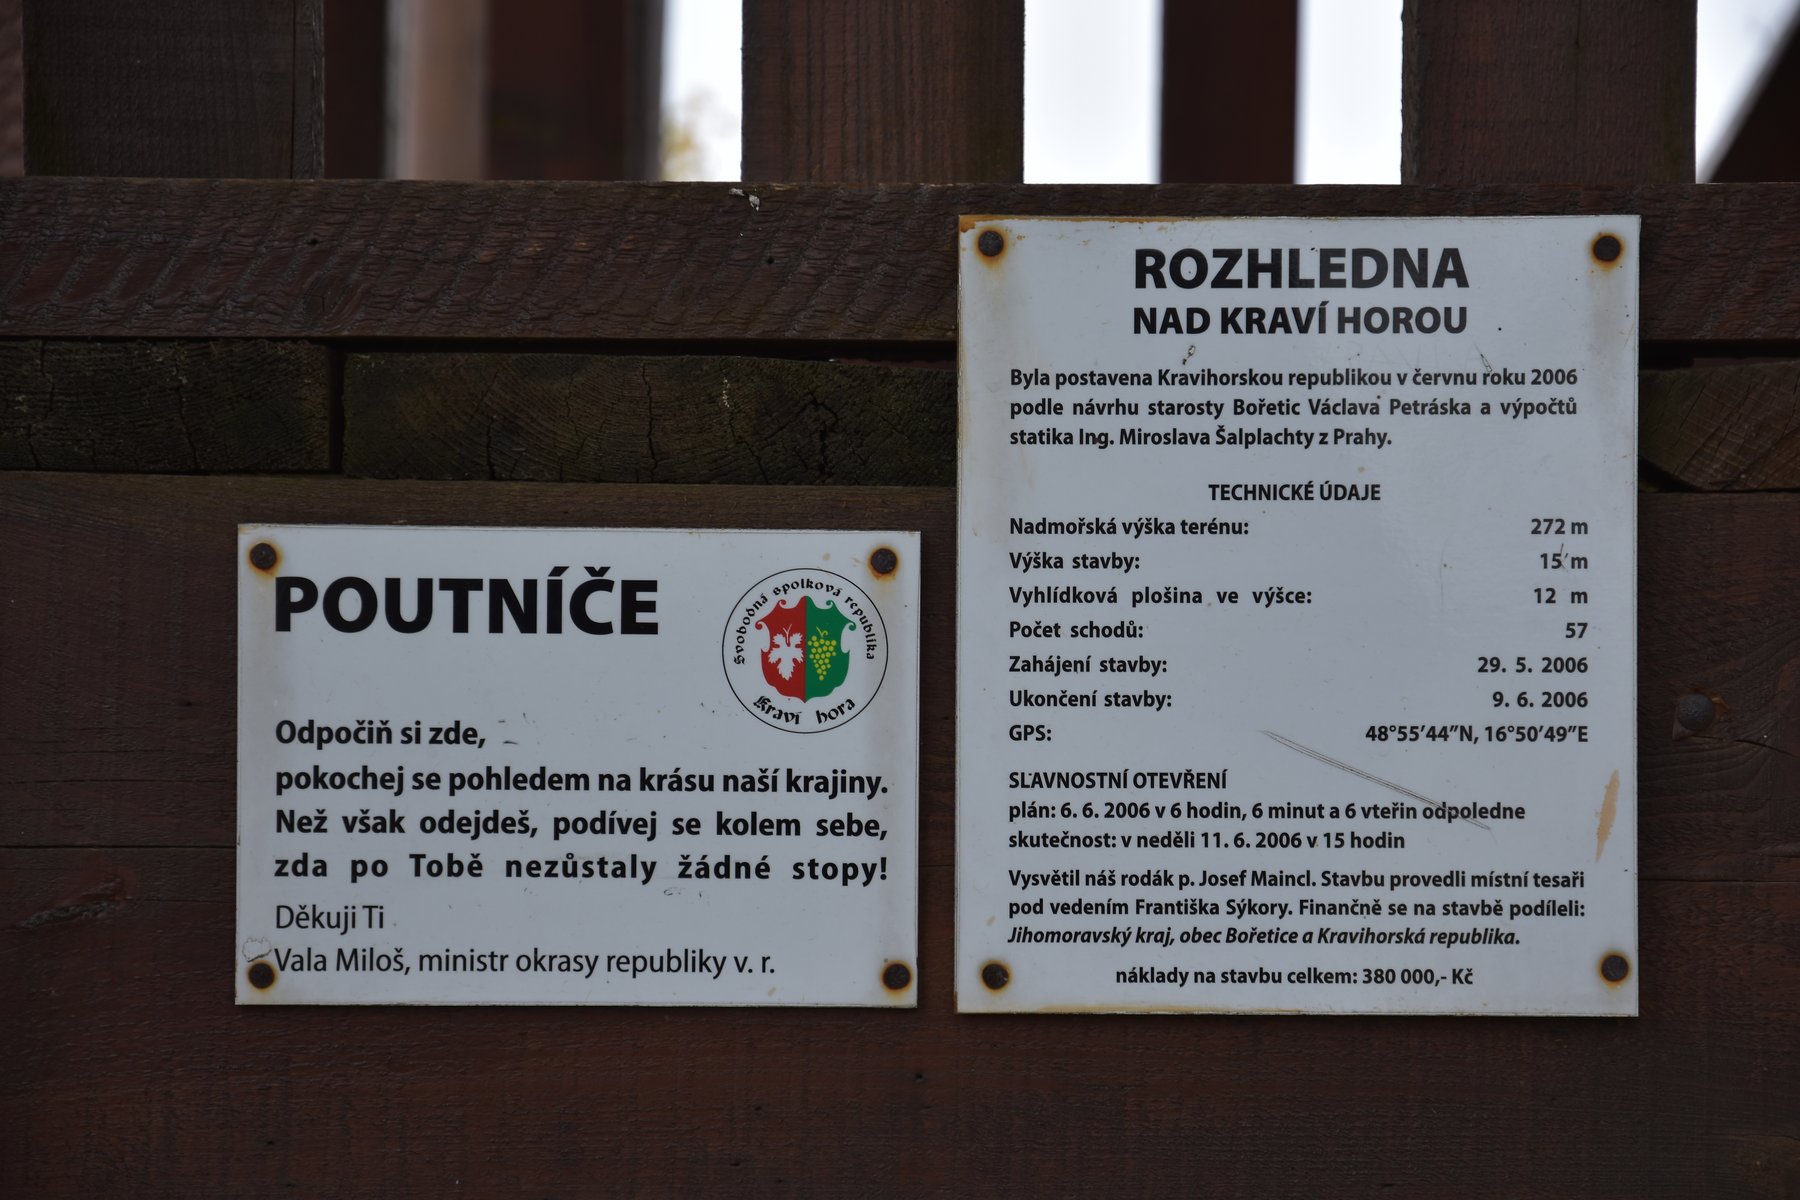 POUTNÍČE
Svobodná spolková republika
Kraví hora
Odpočiň si zde,
pokochej se pohledem na krásu naší krajiny.
Než však odejdeš, podívej se kolem sebe,
zda po Tobě nezůstaly žádné stopy!
Děkuji Ti
Vala Miloš, ministr okrasy republiky v. r.
ROZHLEDNA
NAD KRAVÍ HOROU
Byla postavena Kravihorskou republikou v červnu roku 2006
podle návrhu starosty Bořetic Václava Petráska a výpočtů
statika Ing. Miroslava Šalplachty z Prahy.
TECHNICKÉ ÚDAJE
Nadmořská výška terénu: 272 m
Výška stavby: 15 m
Vyhlídková plošina ve výšce: 12 m
Počet schodů: 57
Zahájení stavby: 29. 5. 2006
Ukončení stavby: 9. 6. 2006
GPS: 48°55′44″N, 16°50′49″E
SLAVNOSTNÍ OTEVŘENÍ
plán: 6. 6. 2006 v 6 hodin, 6 minut a 6 vteřin odpoledne
skutečnost: v neděli 11. 6. 2006 v 15 hodin
Vysvětil náš rodák p. Josef Maincl. Stavbu provedli místní tesaři
pod vedením Františka Sýkory. Finančně se na stavbě podíleli:
Jihomoravský kraj, obec Bořetice a Kravihorská republika.
náklady na stavbu celkem: 380 000,- Kč